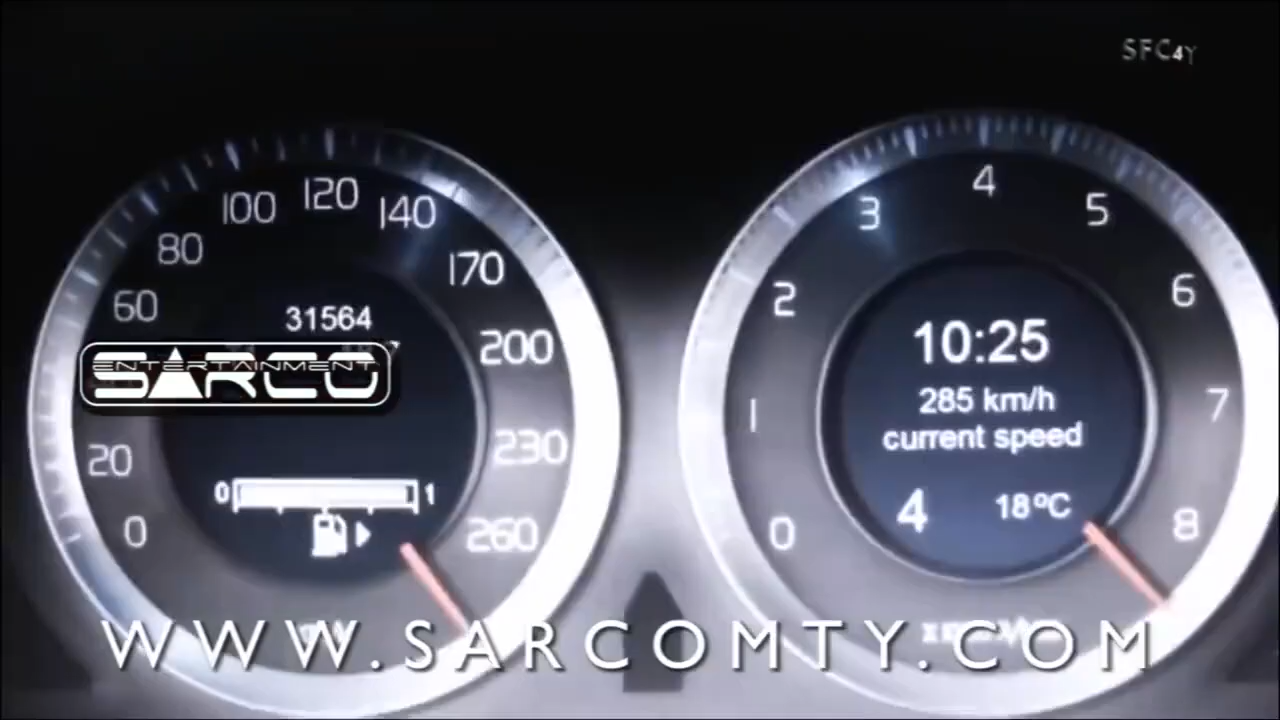 SFC4Y
100 120 140
80 170
60 200
20 230
0 260
31564
ENTERTAINMENT
SARCO
0 1
3 4 5
2 6
1 7
0 8
10:25
285 km/h
current speed
4 18ºC
WWW.SARCOMTY.COM